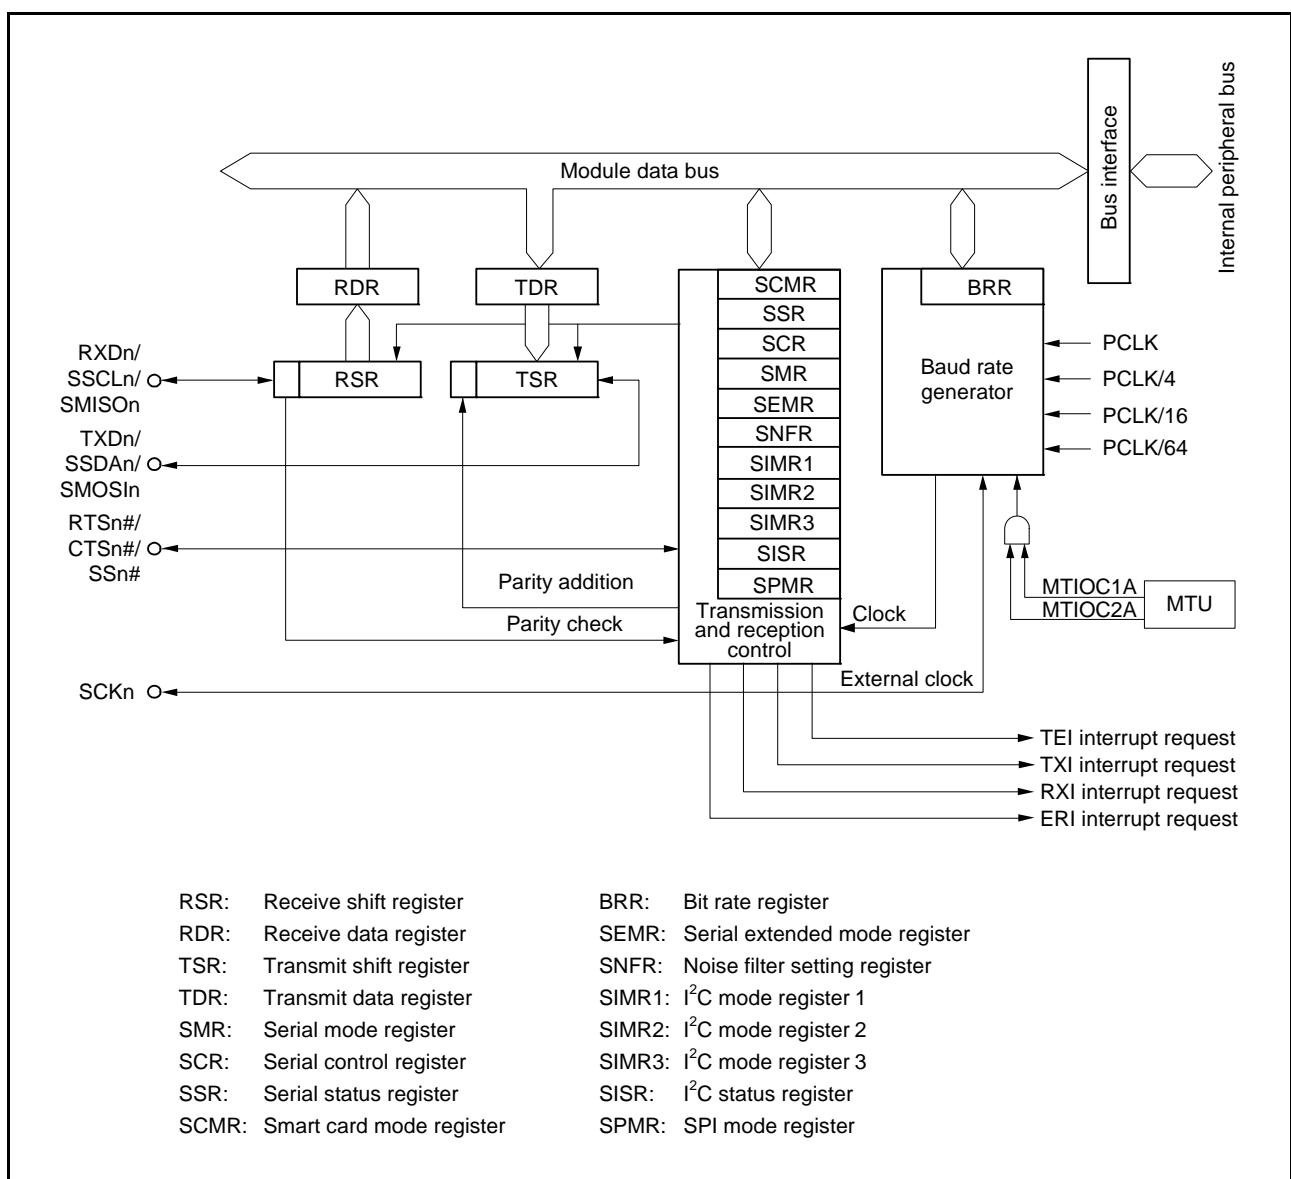 Internal peripheral bus
Bus interface
Module data bus
RDR
TDR
SCMR
BRR
SSR
SCR
SMR
SEMR
SNFR
SIMR1
SIMR2
SIMR3
SISR
SPMR
Transmission
and reception
control
Baud rate
generator
PCLK
PCLK/4
PCLK/16
PCLK/64
RXDn/
SSCLn/
SMISOn
RSR
TSR
TXDn/
SSDAn/
SMOSIn
RTSn#/
CTSn#/
SSn#
Parity addition
Parity check
Clock
MTIOC1A
MTIOC2A
MTU
SCKn
External clock
TEI interrupt request
TXI interrupt request
RXI interrupt request
ERI interrupt request
RSR: Receive shift register
RDR: Receive data register
TSR: Transmit shift register
TDR: Transmit data register
SMR: Serial mode register
SCR: Serial control register
SSR: Serial status register
SCMR: Smart card mode register
BRR: Bit rate register
SEMR: Serial extended mode register
SNFR: Noise filter setting register
SIMR1: I²C mode register 1
SIMR2: I²C mode register 2
SIMR3: I²C mode register 3
SISR: I²C status register
SPMR: SPI mode register